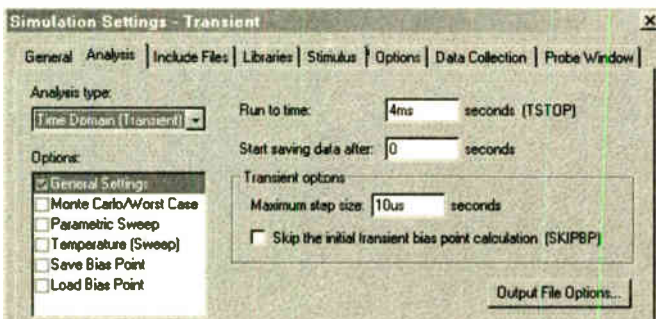 Simulation Settings - Transient
General Analysis Include Files Libraries Stimulus Options Data Collection Probe Window
Analysis type:
Time Domain (Transient)
Options:
General Settings
Monte Carlo/Worst Case
Parametric Sweep
Temperature (Sweep)
Save Bias Point
Load Bias Point
Run to time: 4ms seconds (TSTOP)
Start saving data after: 0 seconds
Transient options
Maximum step size: 10us seconds
Skip the initial transient bias point calculation (SKIPBP)
Output File Options...